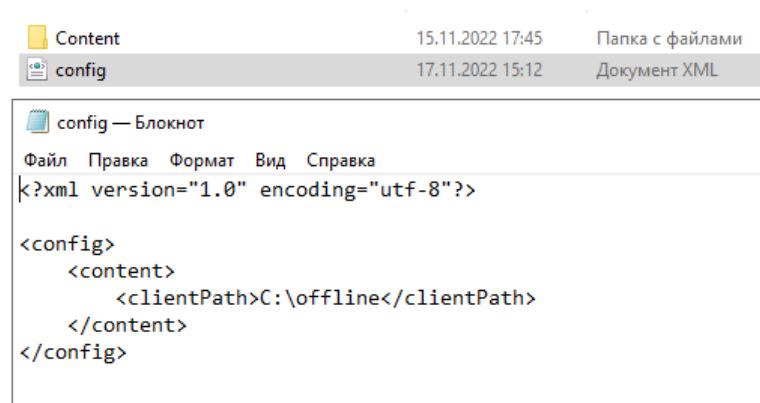 Content 15.11.2022 17:45 Папка с файлами
config 17.11.2022 15:12 Документ XML
config — Блокнот
Файл Правка Формат Вид Справка
<?xml version="1.0" encoding="utf-8"?>
<config>
    <content>
        <clientPath>C:\offline</clientPath>
    </content>
</config>